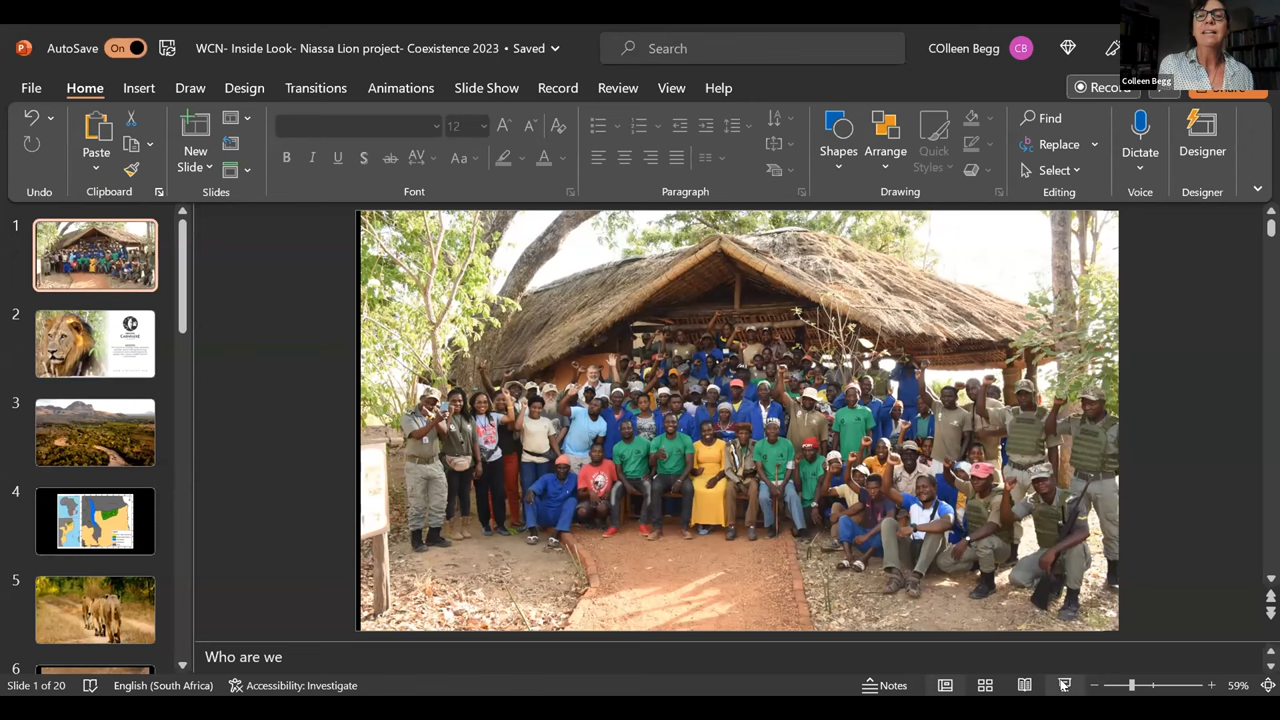 AutoSave On WCN- Inside Look- Niassa Lion project- Coexistence 2023 • Saved Search COlleen Begg CB
Colleen Begg
File Home Insert Draw Design Transitions Animations Slide Show Record Review View Help Record
Paste
New
Slide
12
Aa
Shapes
Arrange
Quick
Styles
Find
Replace
Select
Dictate
Designer
Undo Clipboard Slides Font Paragraph Drawing Editing Voice Designer
1
2
3
4
5
6
Who are we
Slide 1 of 20 English (South Africa) Accessibility: Investigate Notes 59%